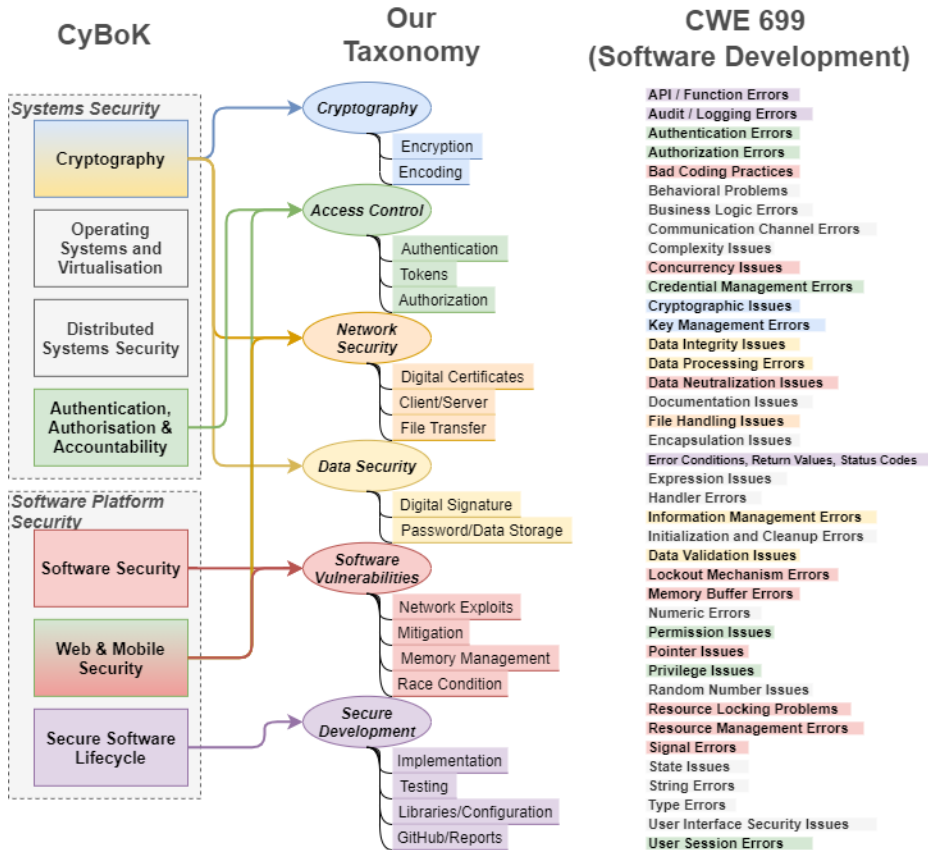 CyBoK
Systems Security
Cryptography
Operating
Systems and
Virtualisation
Distributed
Systems Security
Authentication,
Authorisation &
Accountability
Software Platform
Security
Software Security
Web & Mobile
Security
Secure Software
Lifecycle
Our
Taxonomy
Cryptography
Encryption
Encoding
Access Control
Authentication
Tokens
Authorization
Network
Security
Digital Certificates
Client/Server
File Transfer
Data Security
Digital Signature
Password/Data Storage
Software
Vulnerabilities
Network Exploits
Mitigation
Memory Management
Race Condition
Secure
Development
Implementation
Testing
Libraries/Configuration
GitHub/Reports
CWE 699
(Software Development)
API / Function Errors
Audit / Logging Errors
Authentication Errors
Authorization Errors
Bad Coding Practices
Behavioral Problems
Business Logic Errors
Communication Channel Errors
Complexity Issues
Concurrency Issues
Credential Management Errors
Cryptographic Issues
Key Management Errors
Data Integrity Issues
Data Processing Errors
Data Neutralization Issues
Documentation Issues
File Handling Issues
Encapsulation Issues
Error Conditions, Return Values, Status Codes
Expression Issues
Handler Errors
Information Management Errors
Initialization and Cleanup Errors
Data Validation Issues
Lockout Mechanism Errors
Memory Buffer Errors
Numeric Errors
Permission Issues
Pointer Issues
Privilege Issues
Random Number Issues
Resource Locking Problems
Resource Management Errors
Signal Errors
State Issues
String Errors
Type Errors
User Interface Security Issues
User Session Errors